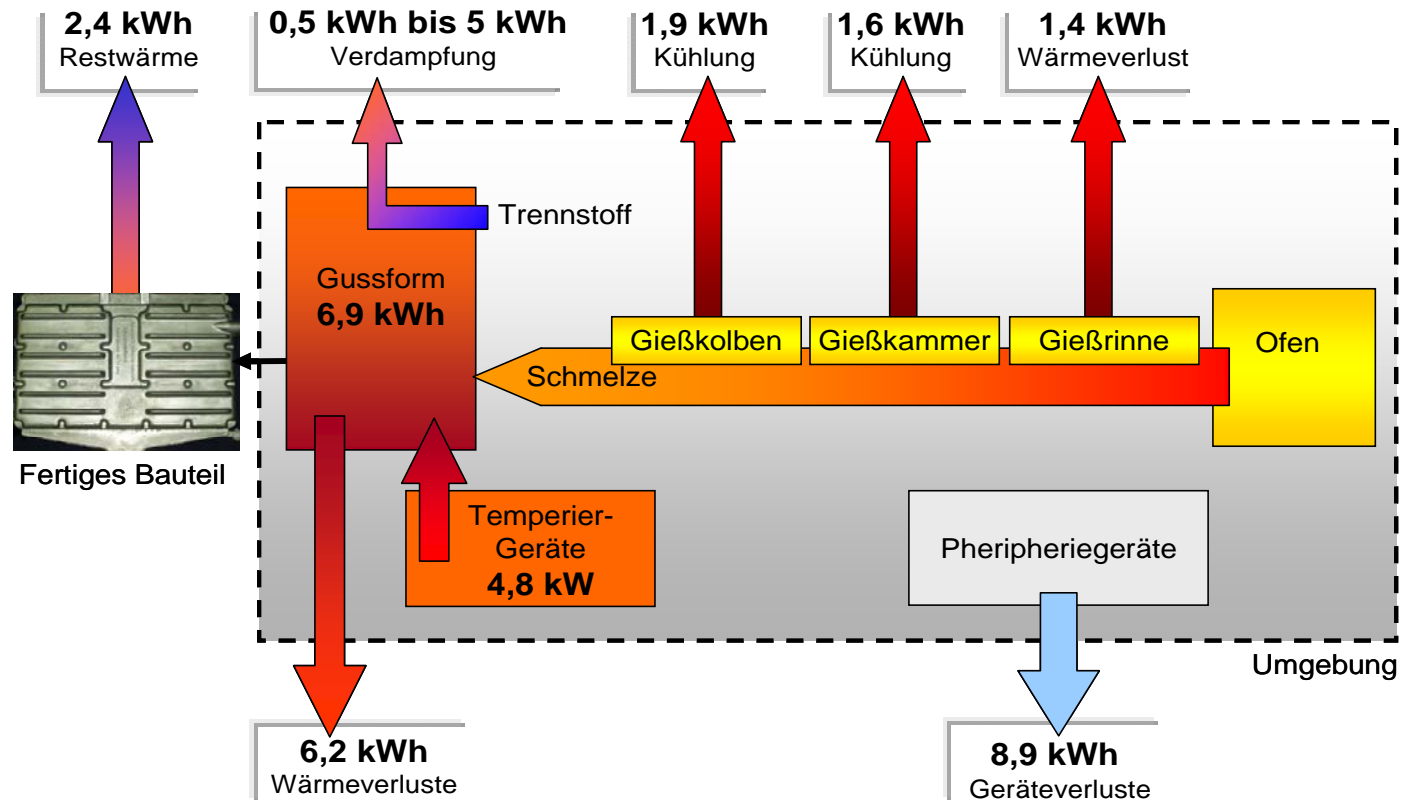 2,4 kWh
Restwärme
0,5 kWh bis 5 kWh
Verdampfung
1,9 kWh
Kühlung
1,6 kWh
Kühlung
1,4 kWh
Wärmeverlust
Trennstoff
Gussform
6,9 kWh
Gießkolben
Gießkammer
Gießrinne
Ofen
Schmelze
Fertiges Bauteil
Temperier-
Geräte
4,8 kW
Pheripheriegeräte
Umgebung
6,2 kWh
Wärmeverluste
8,9 kWh
Geräteverluste